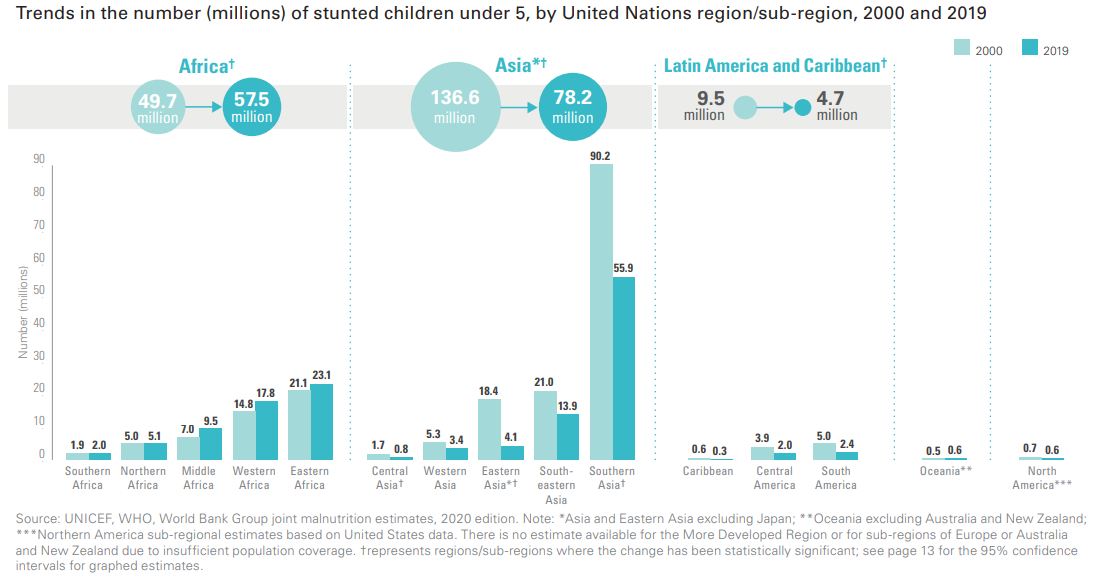 Trends in the number (millions) of stunted children under 5, by United Nations region/sub-region, 2000 and 2019
2000 2019
Africa† Asia*† Latin America and Caribbean†
49.7 million 57.5 million 136.6 million 78.2 million 9.5 million 4.7 million
Number (millions)
90
80
70
60
50
40
30
20
10
0
1.9 2.0 5.0 5.1 7.0 9.5 14.8 17.8 21.1 23.1
1.7 0.8 5.3 3.4 18.4 4.1 21.0 13.9 90.2 55.9
0.6 0.3 3.9 2.0 5.0 2.4
0.5 0.6
0.7 0.6
Southern Africa
Northern Africa
Middle Africa
Western Africa
Eastern Africa
Central Asia†
Western Asia
Eastern Asia*†
South-eastern Asia
Southern Asia†
Caribbean
Central America
South America
Oceania**
North America***
Source: UNICEF, WHO, World Bank Group joint malnutrition estimates, 2020 edition. Note: *Asia and Eastern Asia excluding Japan; **Oceania excluding Australia and New Zealand;
***Northern America sub-regional estimates based on United States data. There is no estimate available for the More Developed Region or for sub-regions of Europe or Australia
and New Zealand due to insufficient population coverage. †represents regions/sub-regions where the change has been statistically significant; see page 13 for the 95% confidence
intervals for graphed estimates.